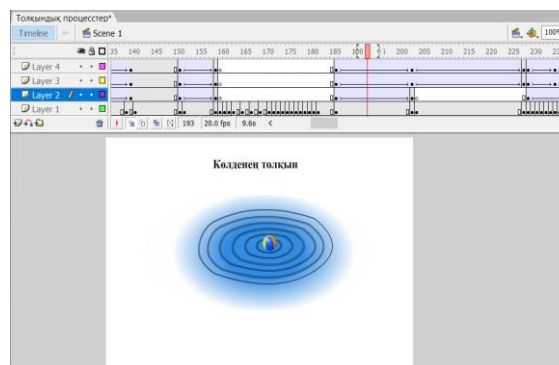 Толқындық процесстер*
Timeline Scene 1 100%
35 140 145 150 155 160 165 170 175 180 185 190 200 205 210 215 220 225 230
Layer 4
Layer 3
Layer 2
Layer 1
193 20.0 fps 9.6s
Көлденең толқын